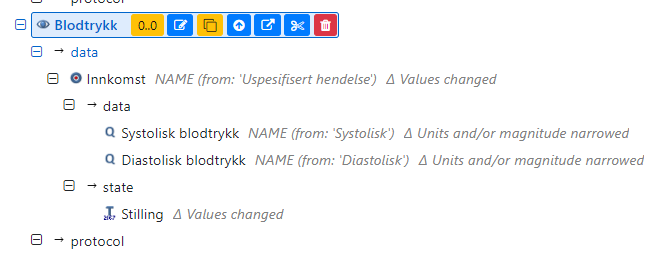 protocol
Blodtrykk 0..0
→ data
Innkomst NAME (from: 'Uspesifisert hendelse') Δ Values changed
→ data
Q Systolisk blodtrykk NAME (from: 'Systolisk') Δ Units and/or magnitude narrowed
Q Diastolisk blodtrykk NAME (from: 'Diastolisk') Δ Units and/or magnitude narrowed
→ state
Stilling Δ Values changed
→ protocol